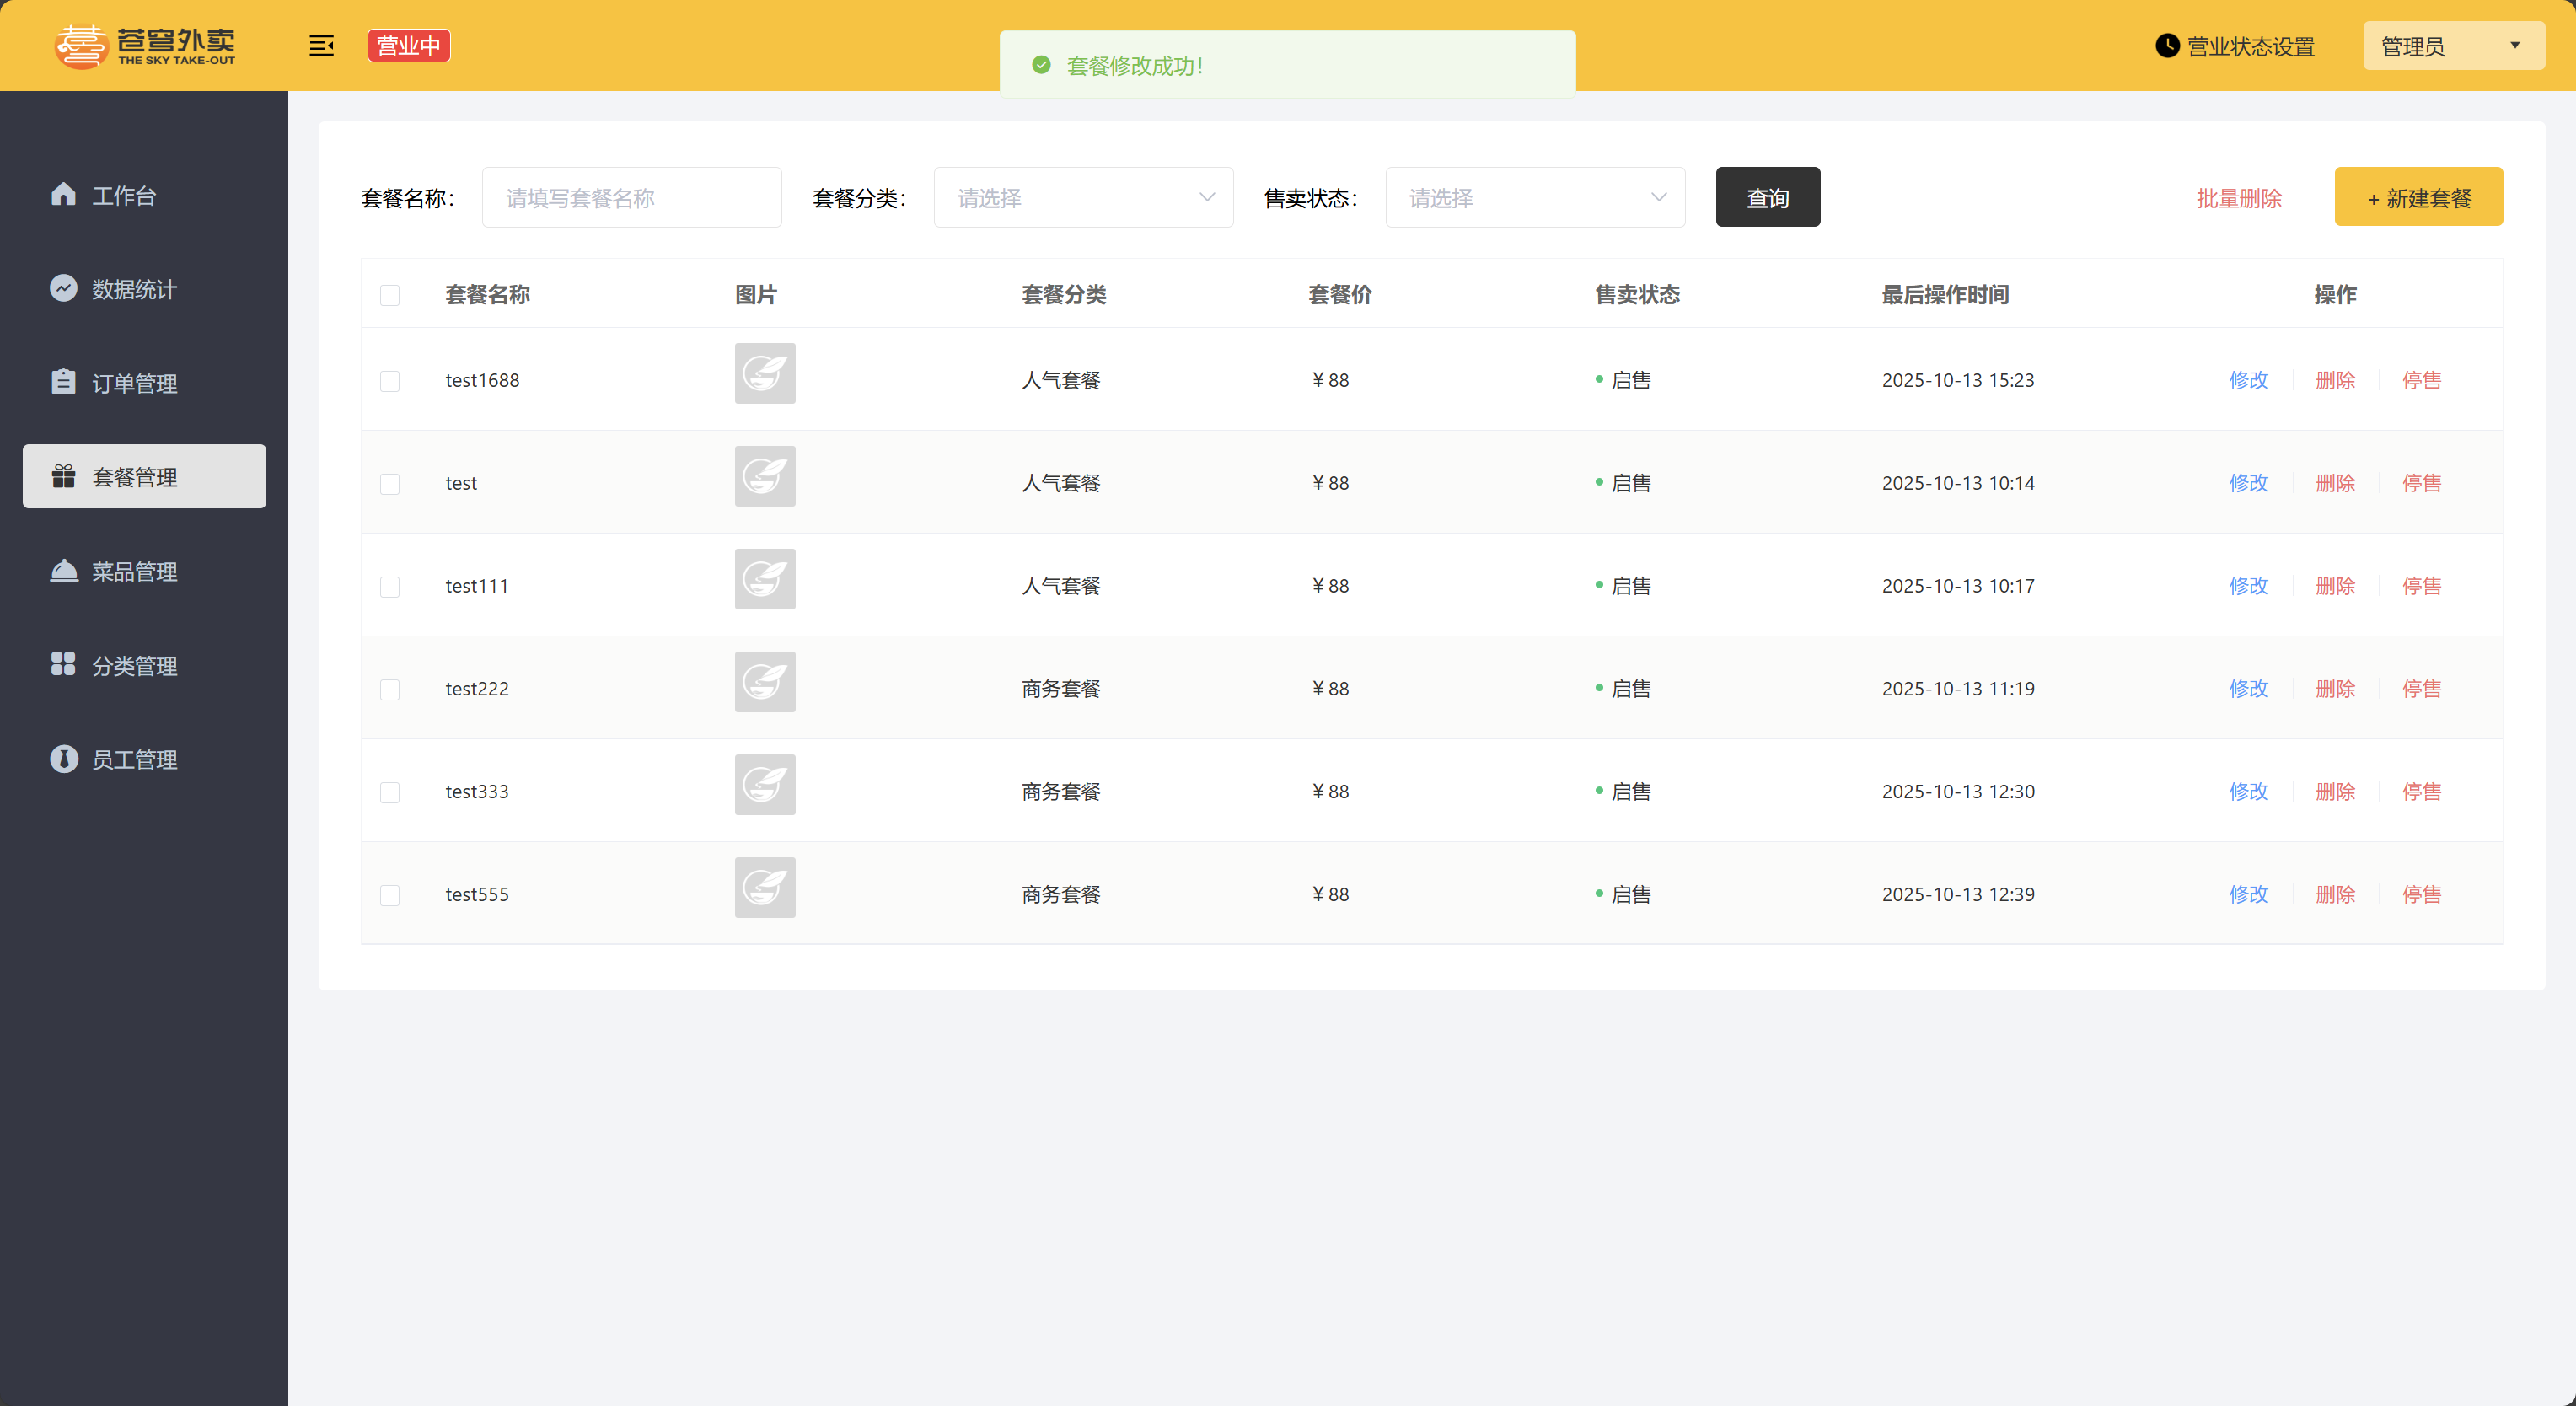 苍穹外卖
THE SKY TAKE-OUT
营业中
套餐修改成功！
营业状态设置
管理员
工作台
数据统计
订单管理
套餐管理
菜品管理
分类管理
员工管理
套餐名称： 请填写套餐名称 套餐分类： 请选择 售卖状态： 请选择 查询 批量删除 + 新建套餐
套餐名称 图片 套餐分类 套餐价 售卖状态 最后操作时间 操作
test1688 人气套餐 ¥ 88 启售 2025-10-13 15:23 修改 删除 停售
test 人气套餐 ¥ 88 启售 2025-10-13 10:14 修改 删除 停售
test111 人气套餐 ¥ 88 启售 2025-10-13 10:17 修改 删除 停售
test222 商务套餐 ¥ 88 启售 2025-10-13 11:19 修改 删除 停售
test333 商务套餐 ¥ 88 启售 2025-10-13 12:30 修改 删除 停售
test555 商务套餐 ¥ 88 启售 2025-10-13 12:39 修改 删除 停售